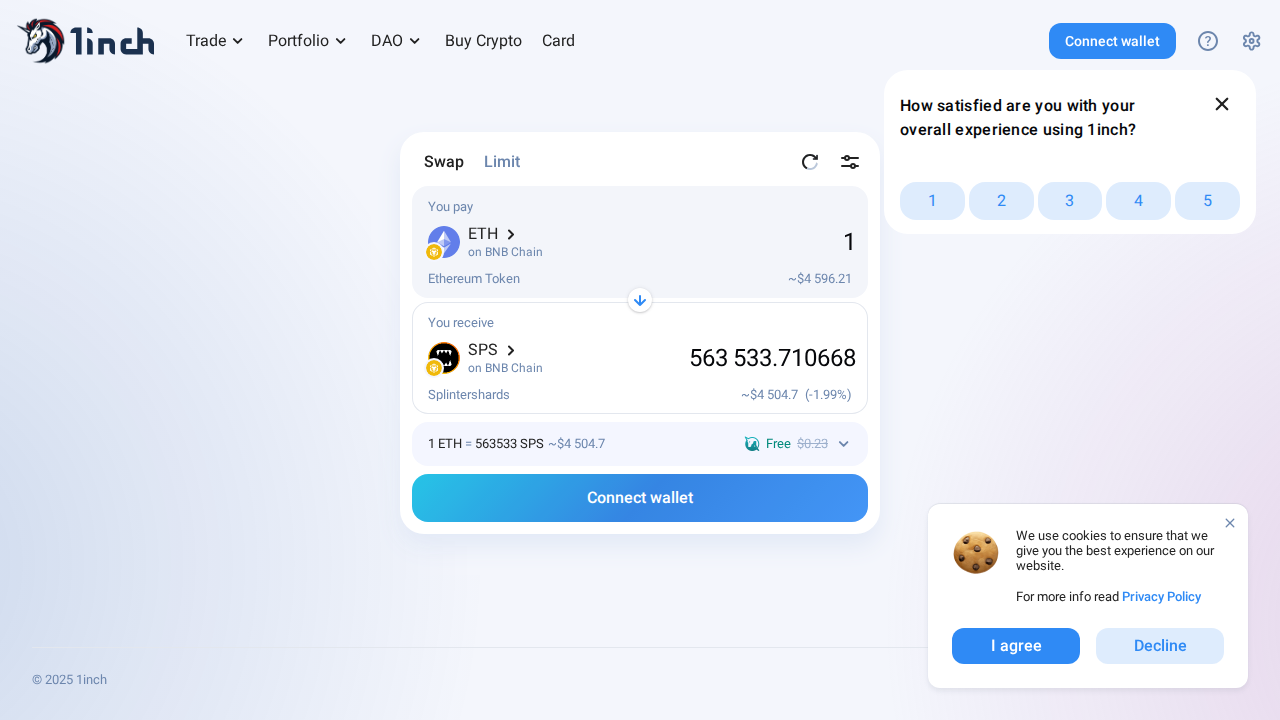 1inch
Trade
Portfolio
DAO
Buy Crypto
Card
Connect wallet
How satisfied are you with your
overall experience using 1inch?
1
2
3
4
5
Swap
Limit
You pay
ETH
1
on BNB Chain
Ethereum Token
~$4 596.21
You receive
SPS
563 533.710668
on BNB Chain
Splintershards
~$4 504.7 (-1.99%)
1 ETH = 563533 SPS ~$4 504.7
Free $0.23
Connect wallet
We use cookies to ensure that we
give you the best experience on our
website.
For more info read Privacy Policy
I agree
Decline
© 2025 1inch